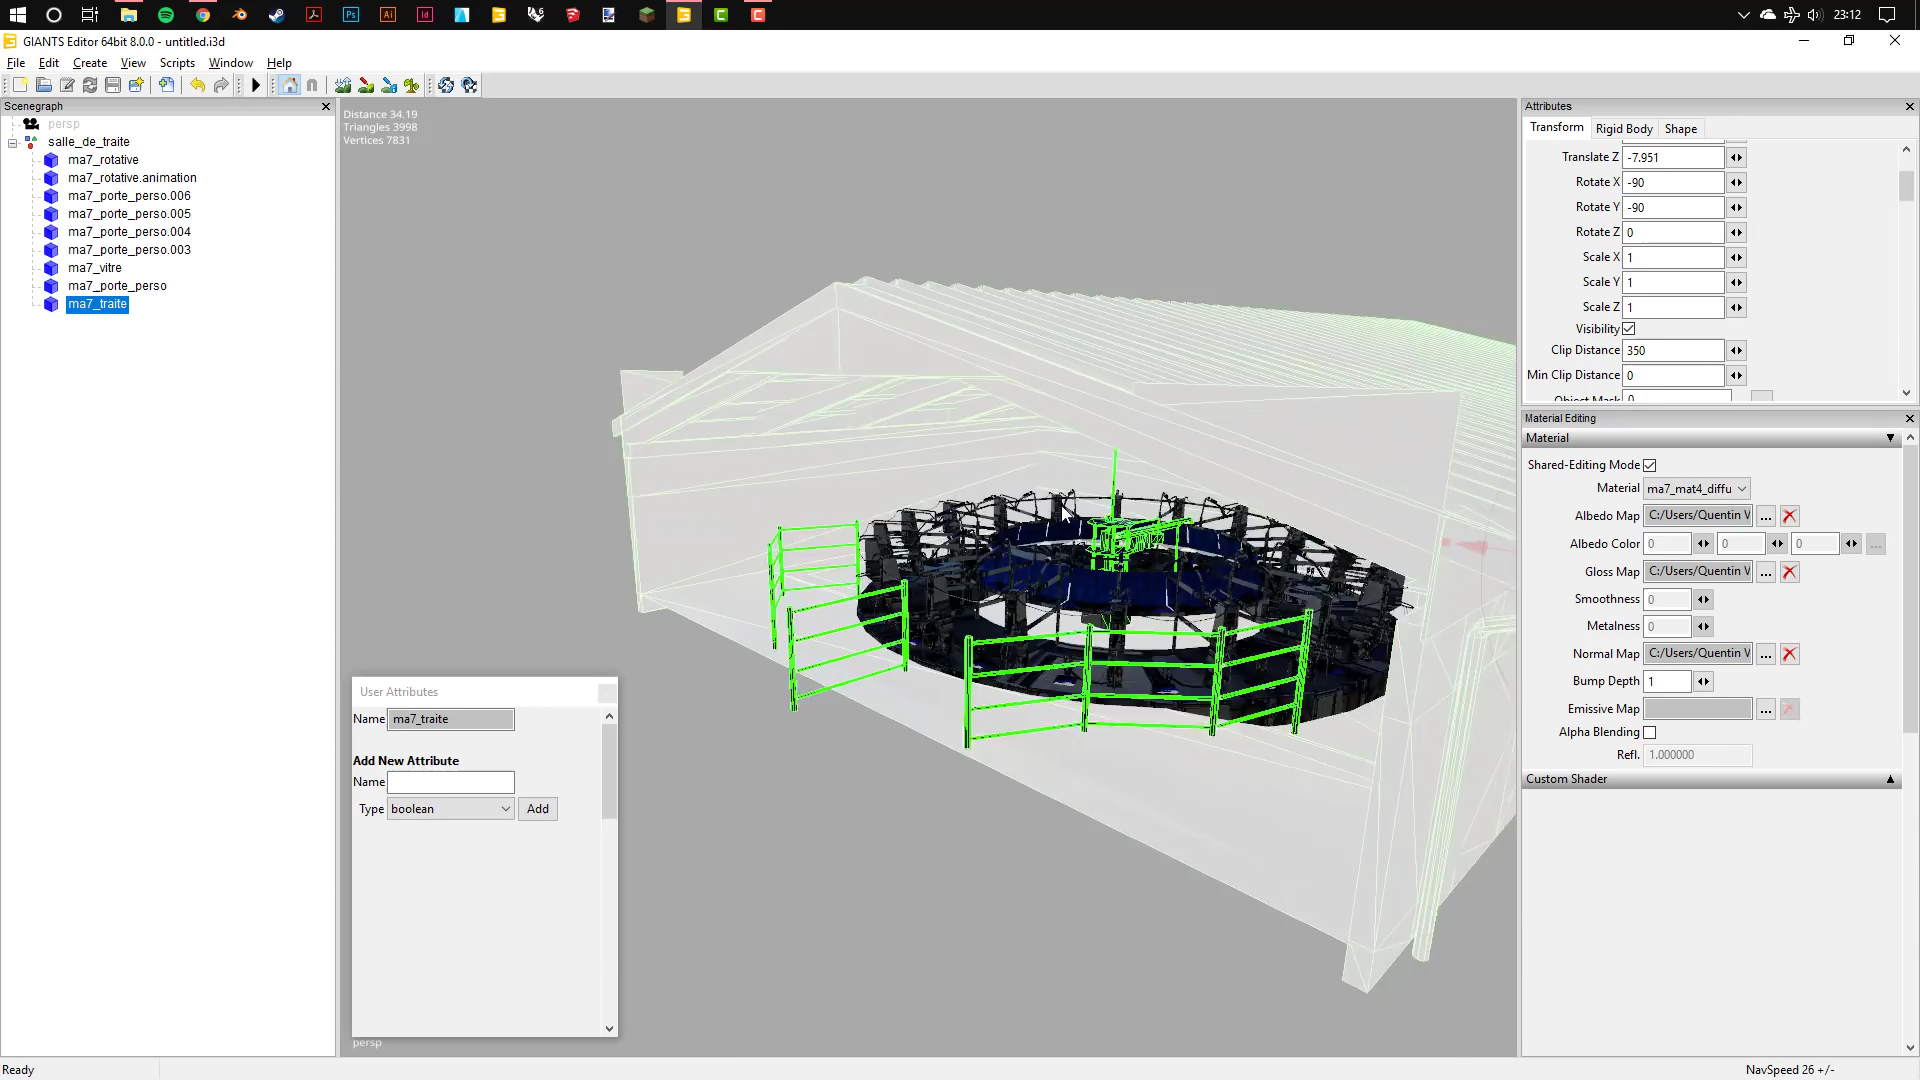 23:12
GIANTS Editor 64bit 8.0.0 - untitled.i3d
File Edit Create View Scripts Window Help
Scenegraph
persp
salle_de_traite
ma7_rotative
ma7_rotative.animation
ma7_porte_perso.006
ma7_porte_perso.005
ma7_porte_perso.004
ma7_porte_perso.003
ma7_vitre
ma7_porte_perso
ma7_traite
Distance 34.19
Triangles 3998
Vertices 7831
User Attributes
Name ma7_traite
Add New Attribute
Name
Type boolean Add
persp
Attributes
Transform Rigid Body Shape
Translate Z -7.951
Rotate X -90
Rotate Y -90
Rotate Z 0
Scale X 1
Scale Y 1
Scale Z 1
Visibility
Clip Distance 350
Min Clip Distance 0
Object Mask 0
Material Editing
Material
Shared-Editing Mode
Material ma7_mat4_diffu
Albedo Map C:/Users/Quentin V ...
Albedo Color 0 0 0 ...
Gloss Map C:/Users/Quentin V ...
Smoothness 0
Metalness 0
Normal Map C:/Users/Quentin V ...
Bump Depth 1
Emissive Map ...
Alpha Blending
Refl. 1.000000
Custom Shader
Ready
NavSpeed 26 +/-